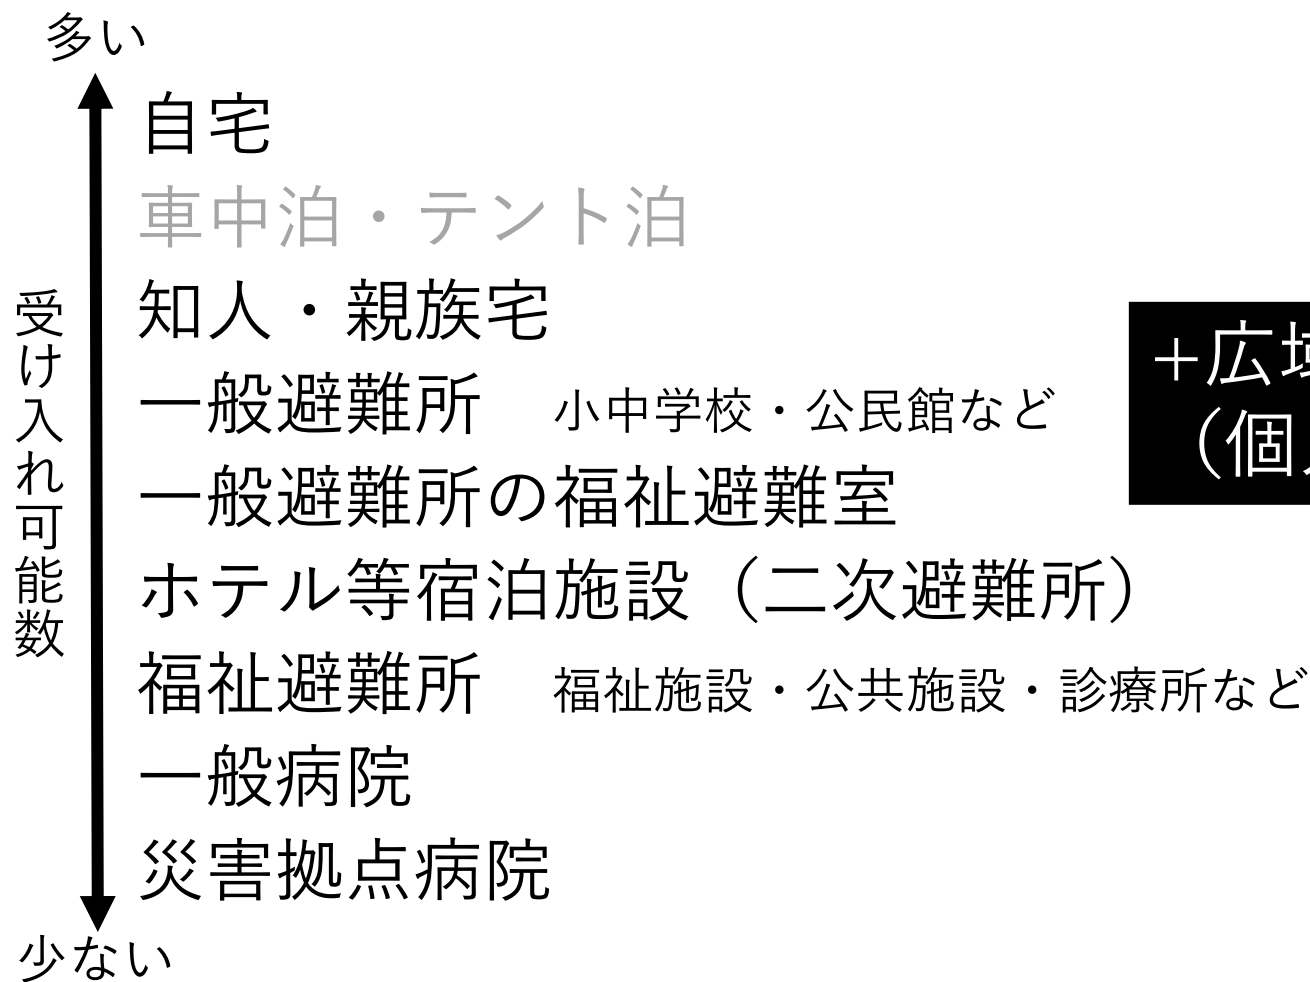 多い
自宅
車中泊・テント泊
知人・親族宅
一般避難所 小中学校・公民館など
一般避難所の福祉避難室
ホテル等宿泊施設（二次避難所）
福祉避難所 福祉施設・公共施設・診療所など
一般病院
災害拠点病院
少ない
受け入れ可能数
+広
（個